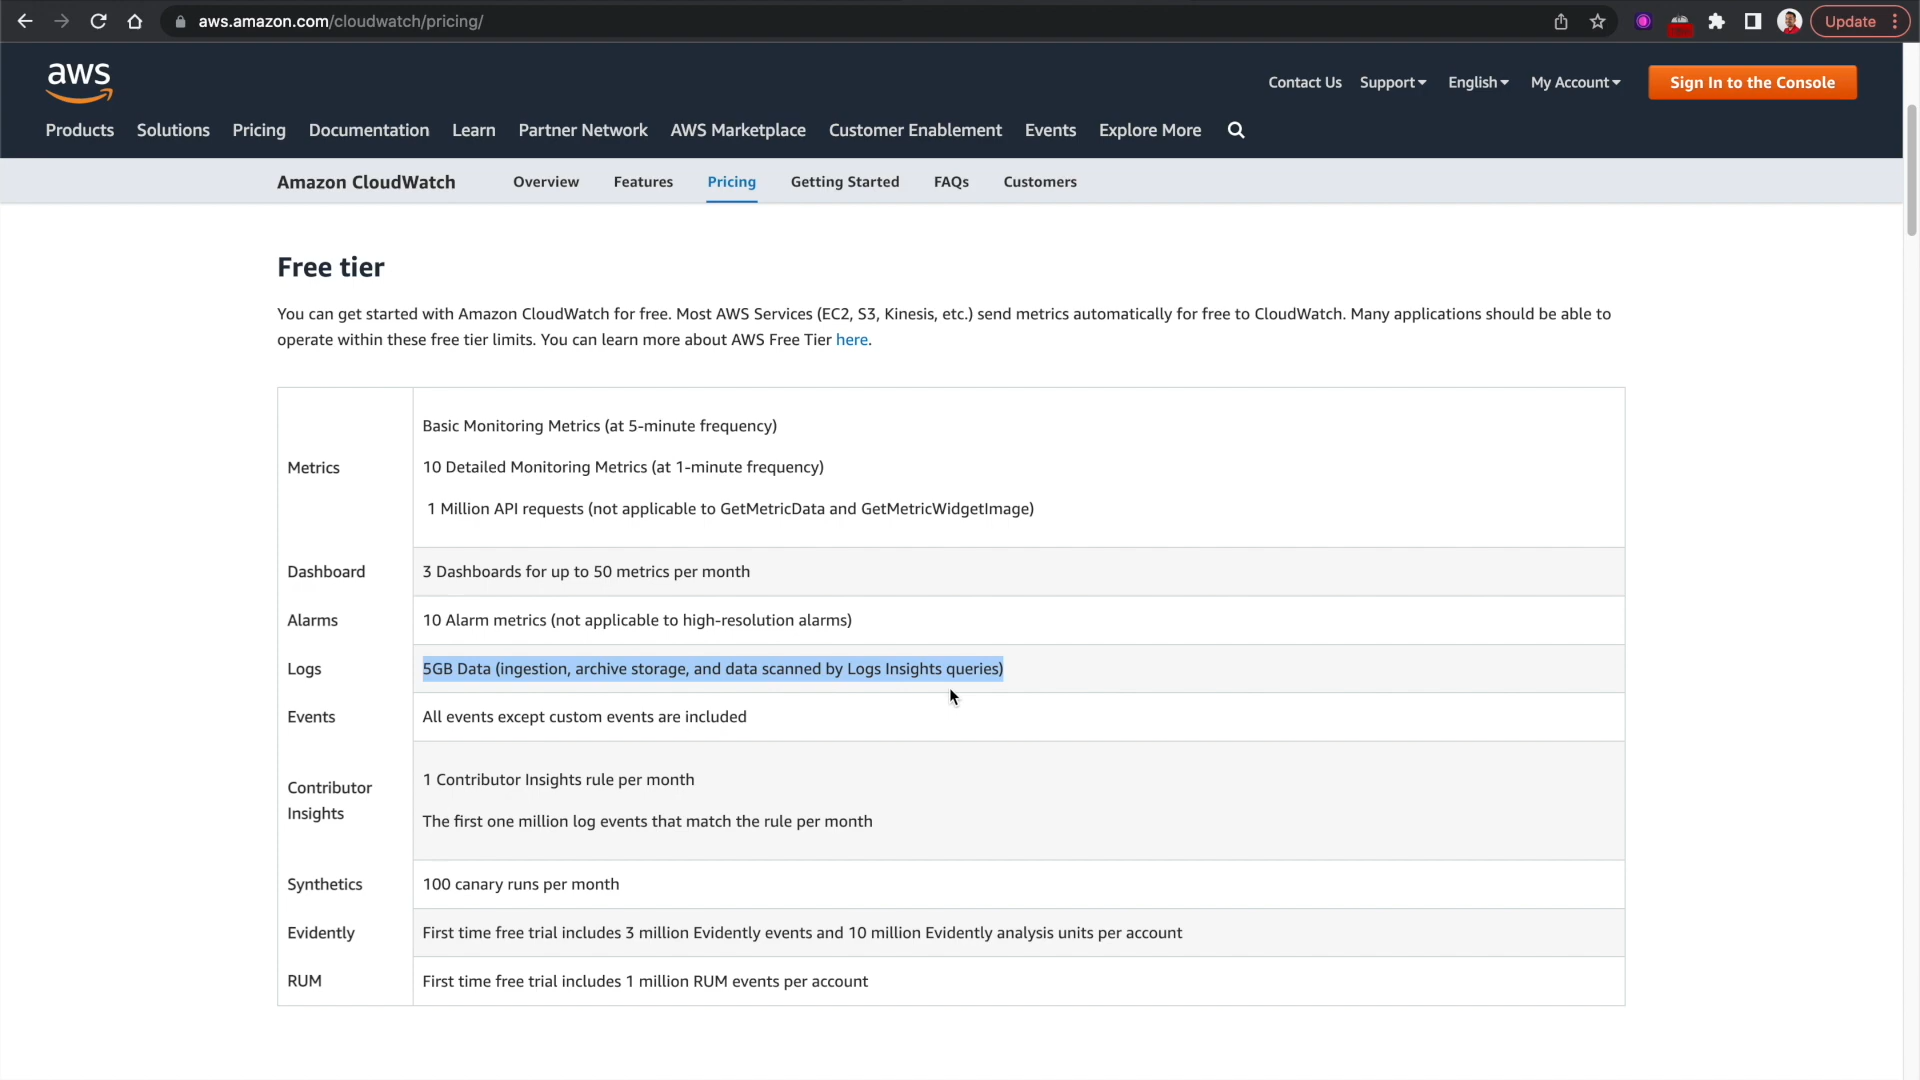 aws.amazon.com/cloudwatch/pricing/
Update
aws
Contact Us Support English My Account Sign In to the Console
Products Solutions Pricing Documentation Learn Partner Network AWS Marketplace Customer Enablement Events Explore More
Amazon CloudWatch Overview Features Pricing Getting Started FAQs Customers
Free tier
You can get started with Amazon CloudWatch for free. Most AWS Services (EC2, S3, Kinesis, etc.) send metrics automatically for free to CloudWatch. Many applications should be able to
operate within these free tier limits. You can learn more about AWS Free Tier here.
Metrics
Basic Monitoring Metrics (at 5-minute frequency)
10 Detailed Monitoring Metrics (at 1-minute frequency)
1 Million API requests (not applicable to GetMetricData and GetMetricWidgetImage)
Dashboard 3 Dashboards for up to 50 metrics per month
Alarms 10 Alarm metrics (not applicable to high-resolution alarms)
Logs 5GB Data (ingestion, archive storage, and data scanned by Logs Insights queries)
Events All events except custom events are included
Contributor
Insights
1 Contributor Insights rule per month
The first one million log events that match the rule per month
Synthetics 100 canary runs per month
Evidently First time free trial includes 3 million Evidently events and 10 million Evidently analysis units per account
RUM First time free trial includes 1 million RUM events per account